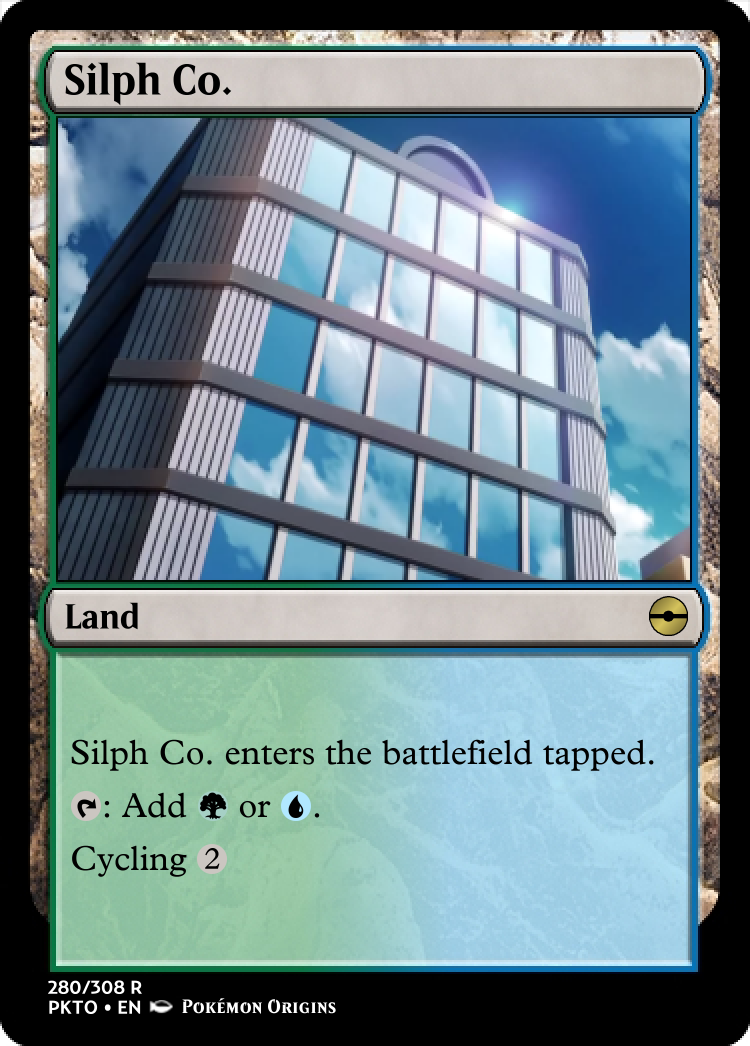 Silph Co.
Land
Silph Co. enters the battlefield tapped.
: Add or .
Cycling 2
280/308 R
PKTO • EN Pokémon Origins